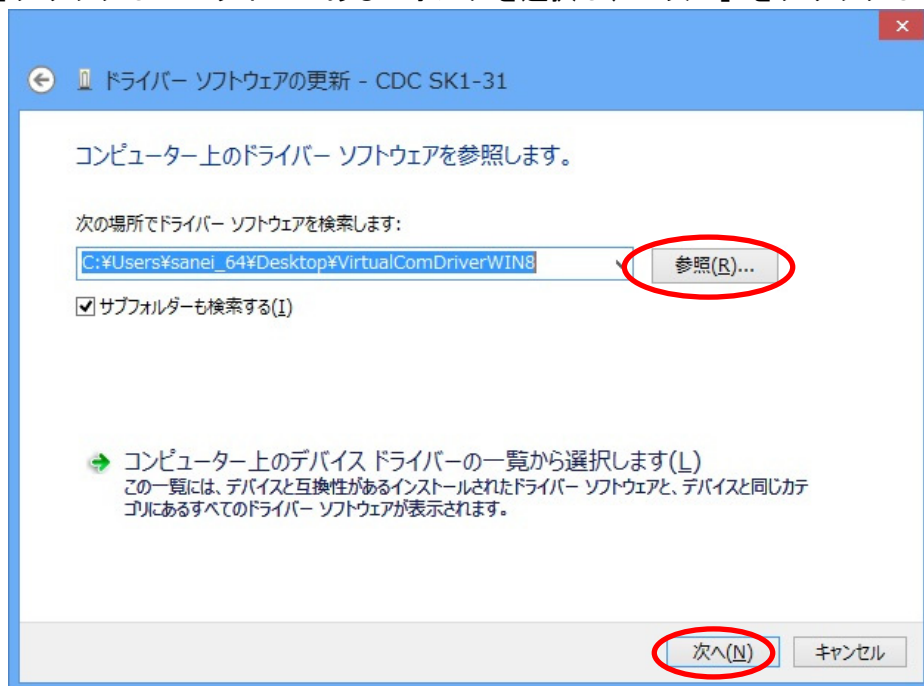 ドライバー ソフトウェアの更新 - CDC SK1-31
コンピューター上のドライバー ソフトウェアを参照します。
次の場所でドライバー ソフトウェアを検索します:
C:¥Users¥sanei_64¥Desktop¥VirtualComDriverWIN8
参照(R)...
サブフォルダーも検索する(I)
コンピューター上のデバイス ドライバーの一覧から選択します(L)
この一覧には、デバイスと互換性があるインストールされたドライバー ソフトウェアと、デバイスと同じカテ
ゴリにあるすべてのドライバー ソフトウェアが表示されます。
次へ(N)
キャンセル